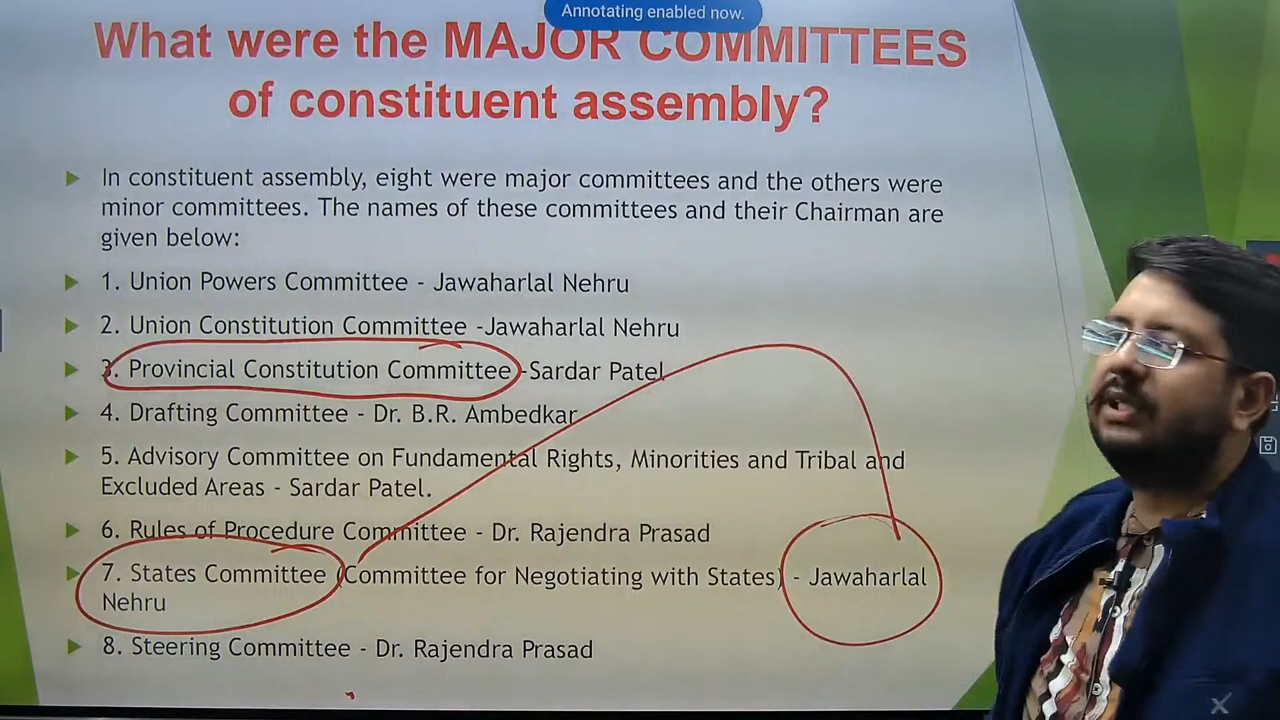 Annotating enabled now.
What were the MAJOR COMMITTEES
of constituent assembly?
In constituent assembly, eight were major committees and the others were
minor committees. The names of these committees and their Chairman are
given below:
1. Union Powers Committee - Jawaharlal Nehru
2. Union Constitution Committee -Jawaharlal Nehru
3. Provincial Constitution Committee -Sardar Patel
4. Drafting Committee - Dr. B.R. Ambedkar
5. Advisory Committee on Fundamental Rights, Minorities and Tribal and
Excluded Areas - Sardar Patel.
6. Rules of Procedure Committee - Dr. Rajendra Prasad
7. States Committee (Committee for Negotiating with States) - Jawaharlal
Nehru
8. Steering Committee - Dr. Rajendra Prasad